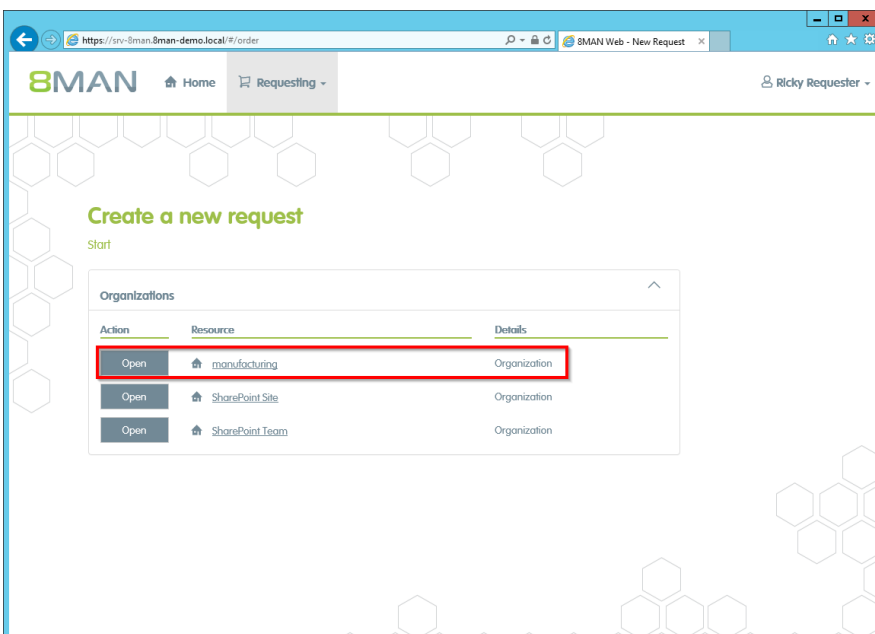 https://srv-8man.8man-demo.local/#/order
8MAN Web - New Request
8MAN Home Requesting Ricky Requester
Create a new request
Start
Organizations
Action Resource Details
Open manufacturing Organization
Open SharePoint Site Organization
Open SharePoint Team Organization